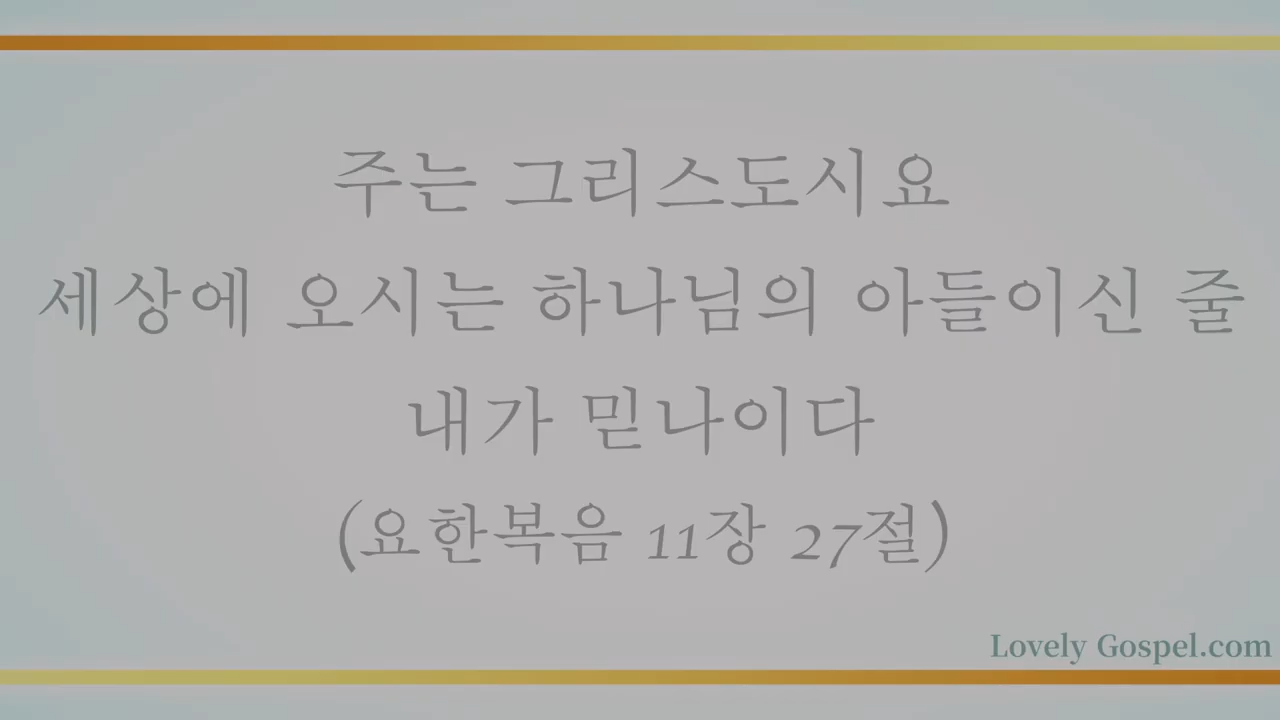 주는 그리스도시요
세상에 오시는 하나님의 아들이신 줄
내가 믿나이다
(요한복음 11장 27절)
Lovely Gospel.com